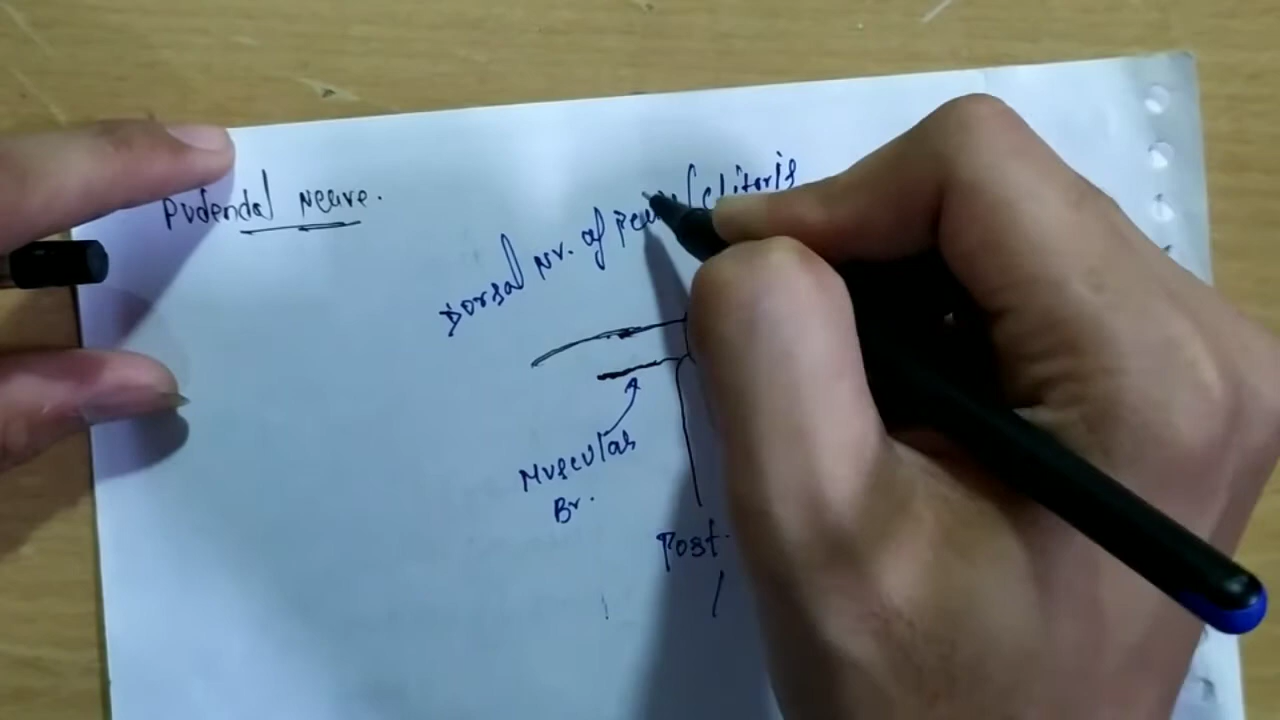 Pudendal Nerve.
Dorsal Nr. of Penis/clitoris
Muscular
Br.
Post.